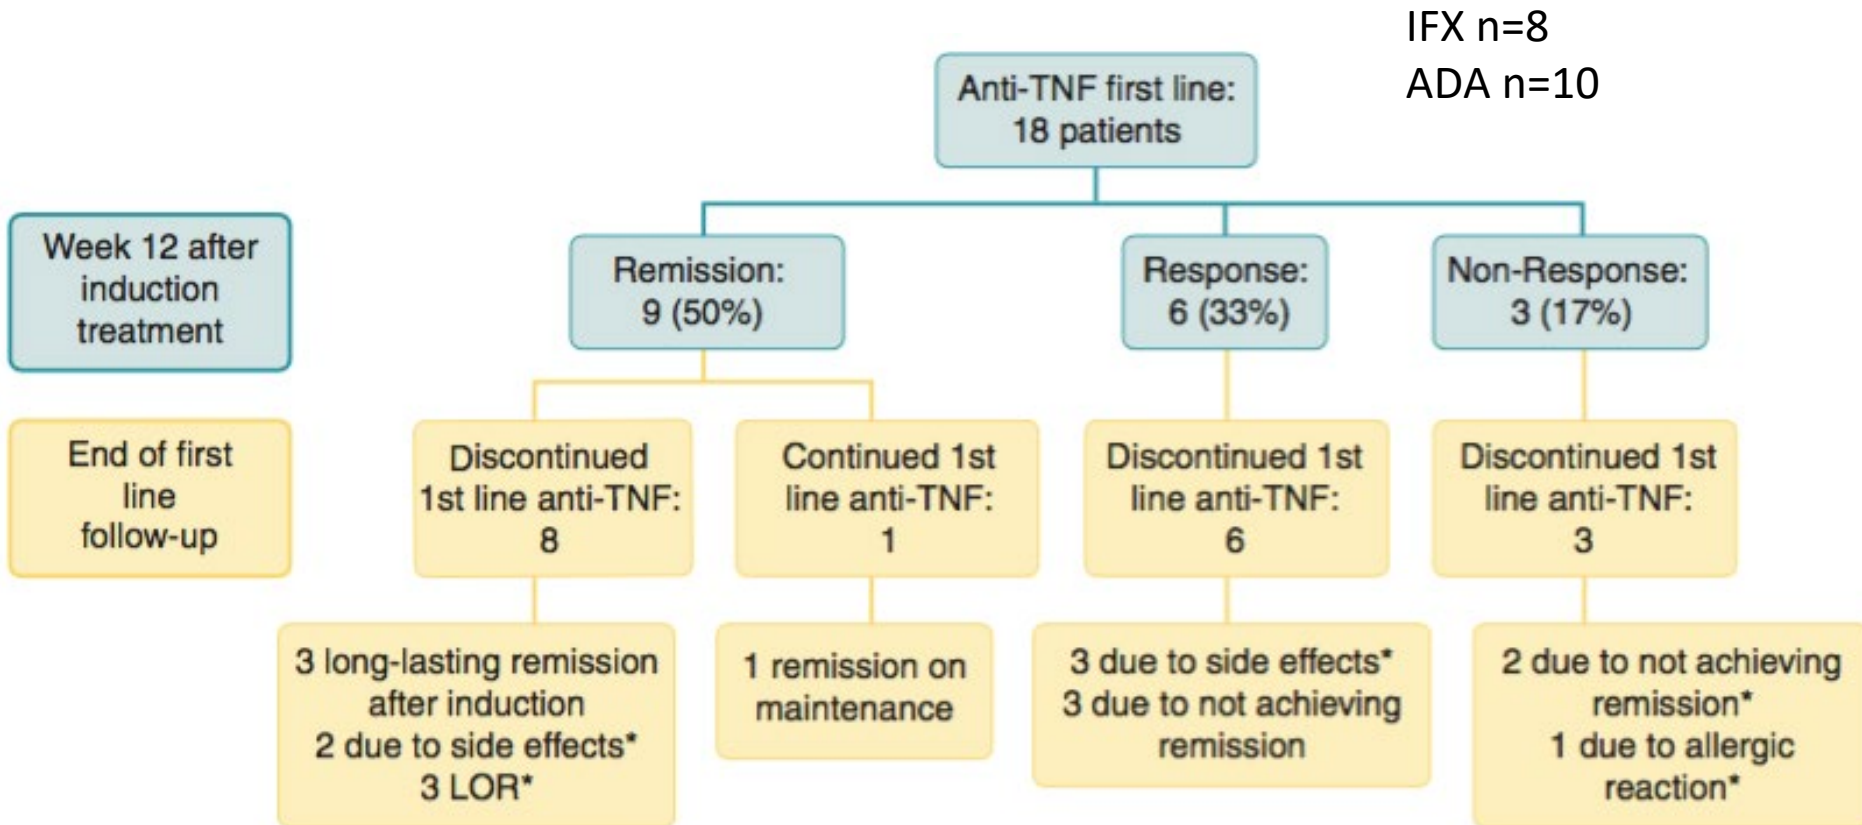 IFX n=8
ADA n=10
Anti-TNF first line:
18 patients
Week 12 after
induction
treatment
Remission:
9 (50%)
Response:
6 (33%)
Non-Response:
3 (17%)
End of first
line
follow-up
Discontinued
1st line anti-TNF:
8
Continued 1st
line anti-TNF:
1
Discontinued 1st
line anti-TNF:
6
Discontinued 1st
line anti-TNF:
3
3 long-lasting remission
after induction
2 due to side effects*
3 LOR*
1 remission on
maintenance
3 due to side effects*
3 due to not achieving
remission
2 due to not achieving
remission*
1 due to allergic
reaction*